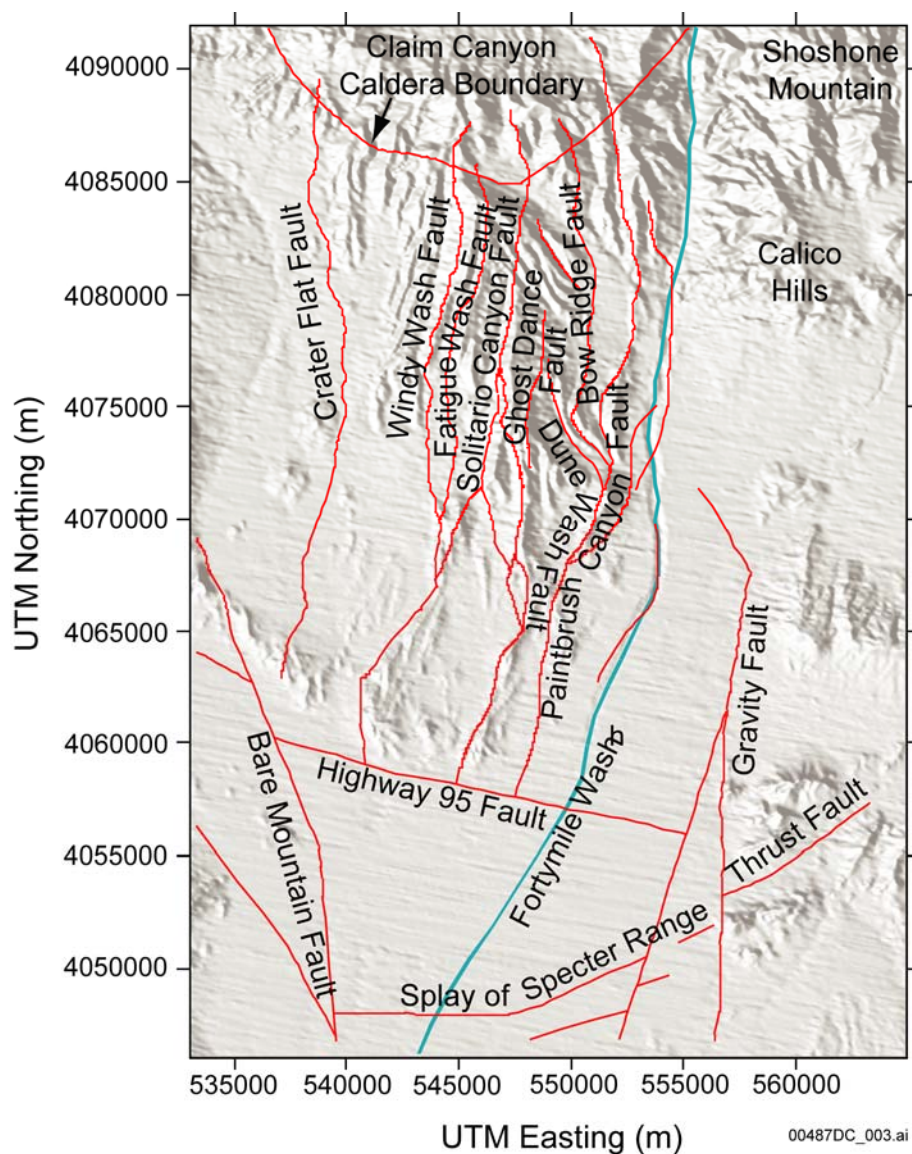 Claim Canyon
Caldera Boundary
Shoshone
Mountain
Calico
Hills
Crater Flat Fault
Windy Wash Fault
Fatigue Wash Fault
Solitario Canyon Fault
Ghost Dance
Fault
Bow Ridge Fault
Dune Wash Fault
Paintbrush Canyon Fault
Gravity Fault
Bare Mountain Fault
Highway 95 Fault
Fortymile Wash
Thrust Fault
Splay of Specter Range
UTM Northing (m)
4090000
4085000
4080000
4075000
4070000
4065000
4060000
4055000
4050000
535000 540000 545000 550000 555000 560000
UTM Easting (m)
00487DC_003.ai